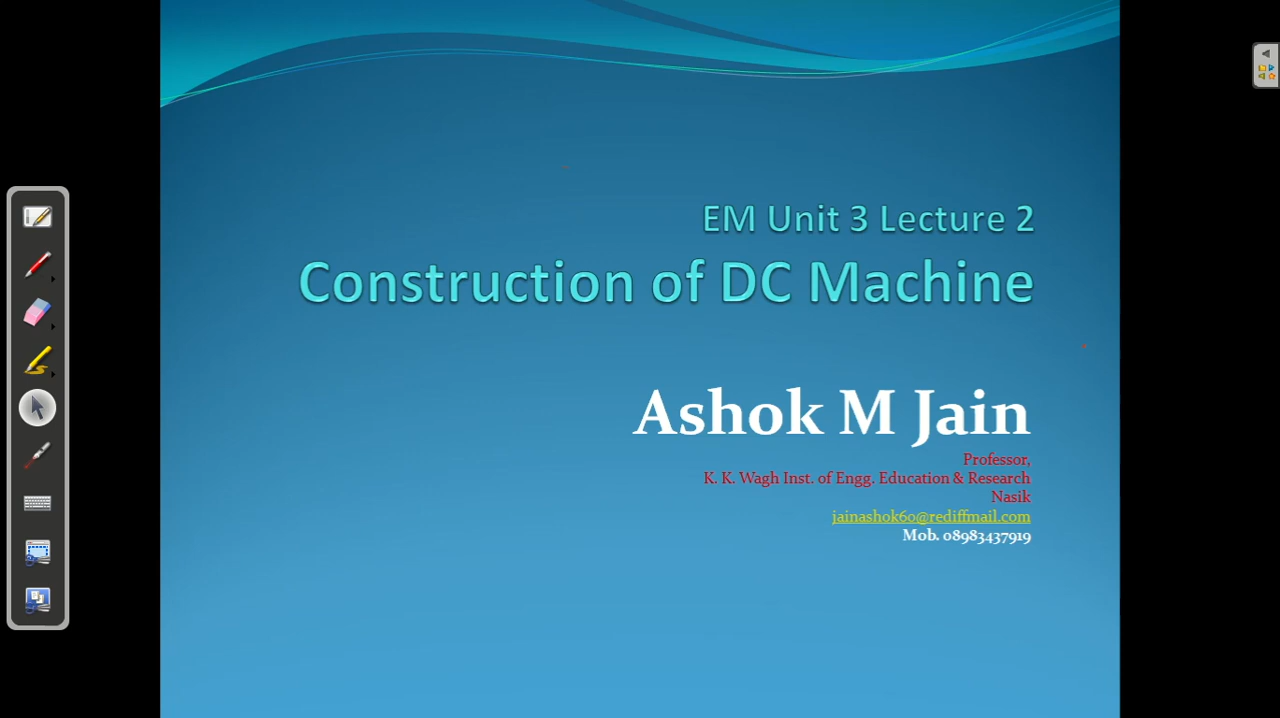 EM Unit 3 Lecture 2
Construction of DC Machine
Ashok M Jain
Professor,
K. K. Wagh Inst. of Engg. Education & Research
Nasik
jainashok60@rediffmail.com
Mob. 08983437919